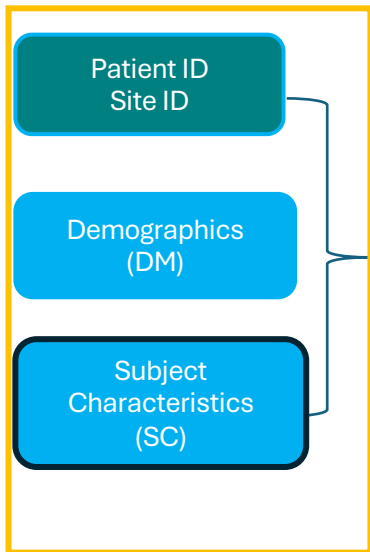 Patient ID
Site ID
Demographics
(DM)
Subject
Characteristics
(SC)